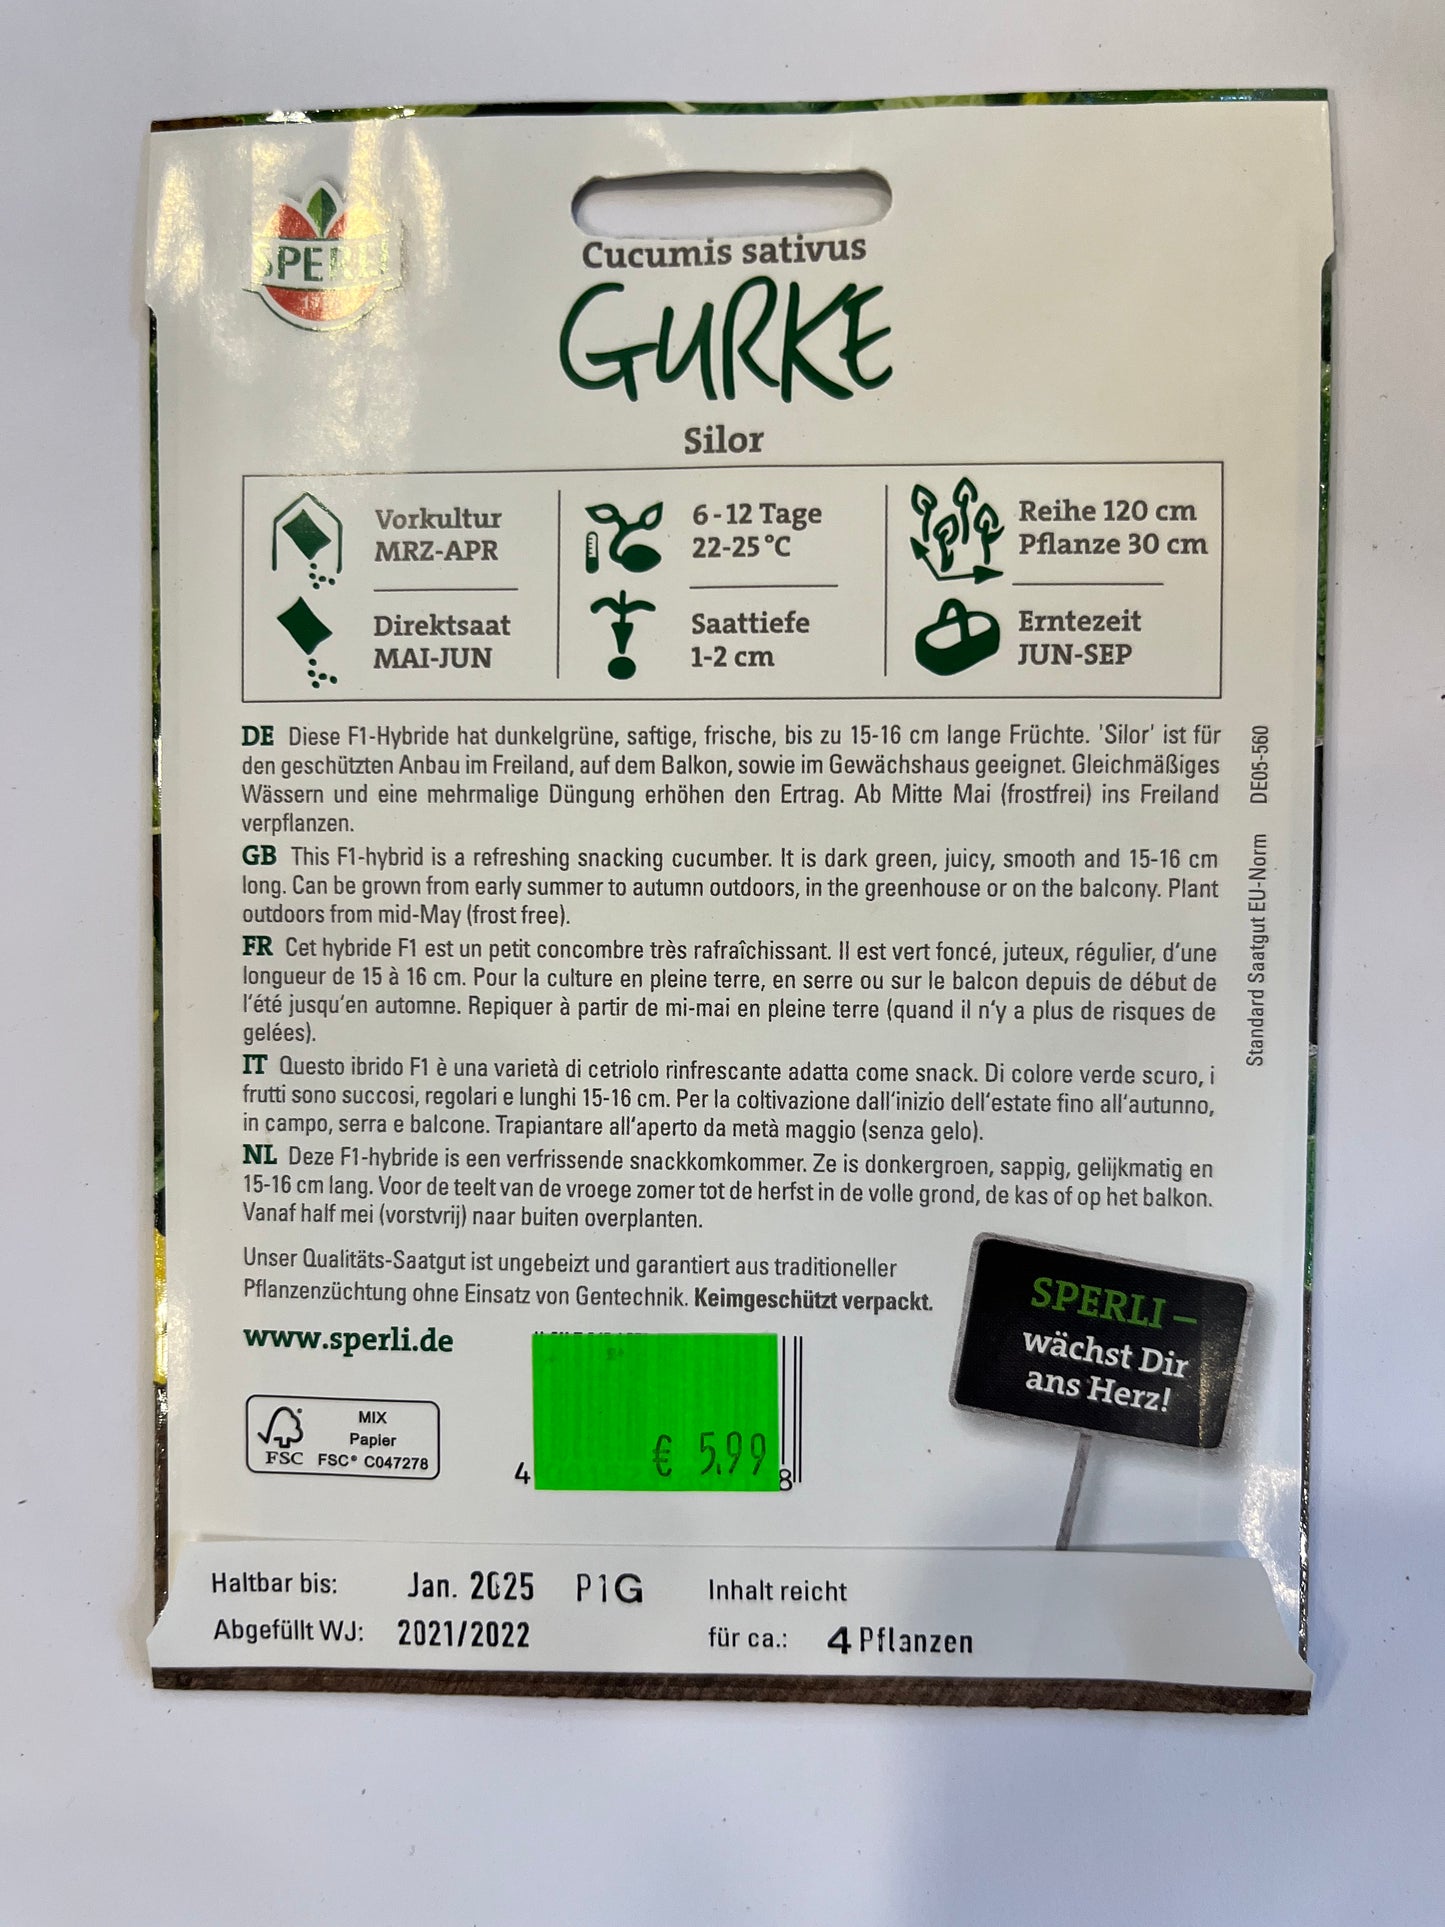 SPERLI
Cucumis sativus
GURKE
Silor
Vorkultur
MRZ-APR
Direktsaat
MAI-JUN
6-12 Tage
22-25°C
Saattiefe
1-2 cm
Reihe 120 cm
Pflanze 30 cm
Erntezeit
JUN-SEP
DE Diese F1-Hybride hat dunkelgrüne, saftige, frische, bis zu 15-16 cm lange Früchte. 'Silor' ist für
den geschützten Anbau im Freiland, auf dem Balkon, sowie im Gewächshaus geeignet. Gleichmäßiges
Wässern und eine mehrmalige Düngung erhöhen den Ertrag. Ab Mitte Mai (frostfrei) ins Freiland
verpflanzen.
GB This F1-hybrid is a refreshing snacking cucumber. It is dark green, juicy, smooth and 15-16 cm
long. Can be grown from early summer to autumn outdoors, in the greenhouse or on the balcony. Plant
outdoors from mid-May (frost free).
FR Cet hybride F1 est un petit concombre très rafraîchissant. Il est vert foncé, juteux, régulier, d'une
longueur de 15 à 16 cm. Pour la culture en pleine terre, en serre ou sur le balcon depuis de début de
l'été jusqu'en automne. Repiquer à partir de mi-mai en pleine terre (quand il n'y a plus de risques de
gelées).
IT Questo ibrido F1 è una varietà di cetriolo rinfrescante adatta come snack. Di colore verde scuro, i
frutti sono succosi, regolari e lunghi 15-16 cm. Per la coltivazione dall'inizio dell'estate fino all'autunno,
in campo, serra e balcone. Trapiantare all'aperto da metà maggio (senza gelo).
NL Deze F1-hybride is een verfrissende snackkomkommer. Ze is donkergroen, sappig, gelijkmatig en
15-16 cm lang. Voor de teelt van de vroege zomer tot de herfst in de volle grond, de kas of op het balkon.
Vanaf half mei (vorstvrij) naar buiten overplanten.
Standard Saatgut EU-Norm DE05-560
Unser Qualitäts-Saatgut ist ungebeizt und garantiert aus traditioneller
Pflanzenzüchtung ohne Einsatz von Gentechnik. Keimgeschützt verpackt.
www.sperli.de
SPERLI –
wächst Dir
ans Herz!
MIX
Papier
FSC FSC® C047278
€ 5,99
4 8
Haltbar bis: Jan. 2025 P1G
Abgefüllt WJ: 2021/2022
Inhalt reicht
für ca.: 4 Pflanzen